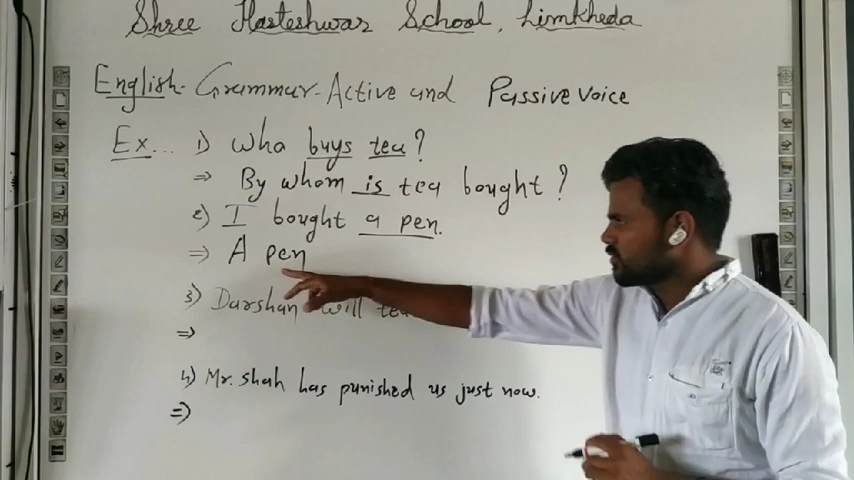 Shree Hasteshwar School, Limkheda
English- Grammar- Active and Passive voice
Ex... 1) Who buys tea?
⇒ By whom is tea bought?
2) I bought a pen.
⇒ A pen
3) Darshan will
⇒
4) Mr. Shah has punished us just now.
⇒